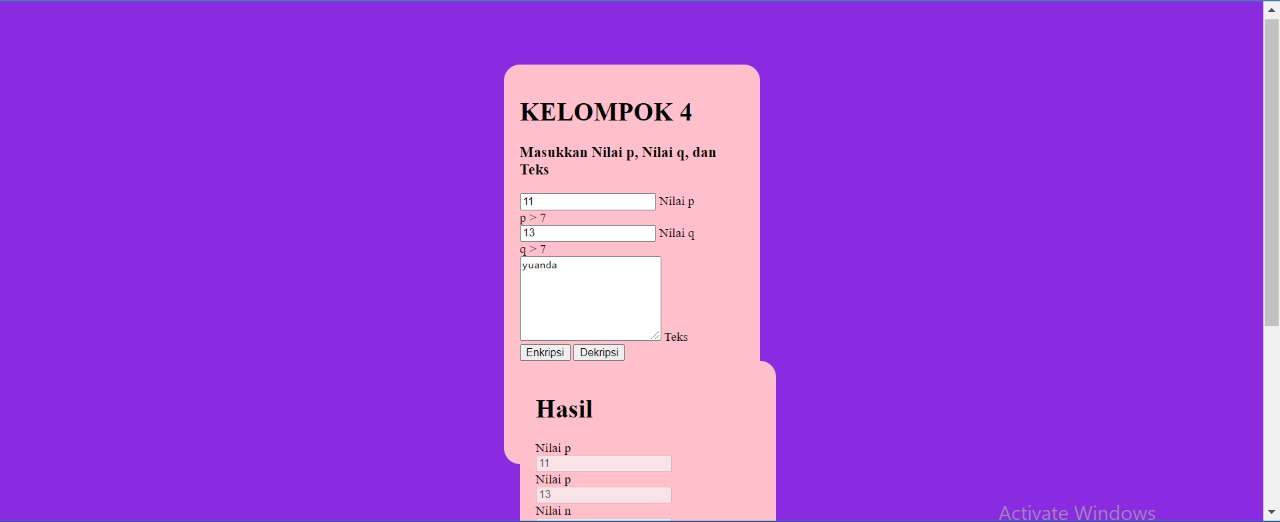 KELOMPOK 4
Masukkan Nilai p, Nilai q, dan
Teks
11 Nilai p
p > 7
13 Nilai q
q > 7
yuanda
Teks
Enkripsi Dekripsi
Hasil
Nilai p
11
Nilai p
13
Nilai n
Activate Windows